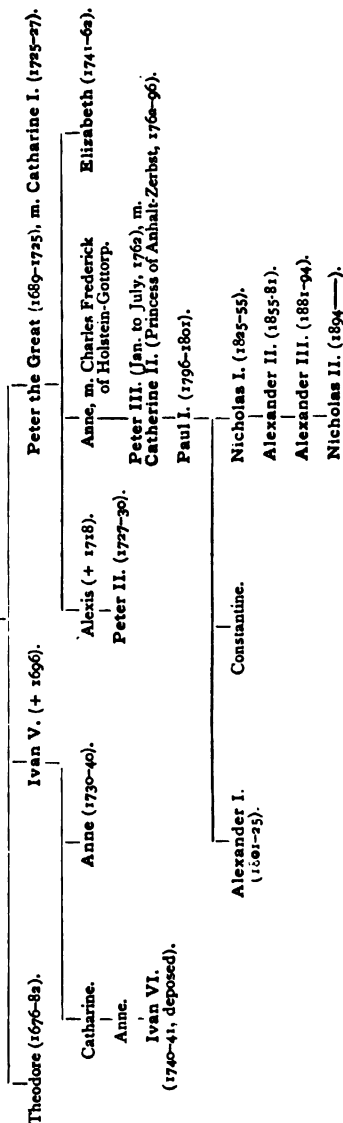 Theodore (1676-82).
Ivan V. (+ 1696).
Peter the Great (1689-1725), m. Catharine I. (1725-27).
Catharine.
Anne (1730-40).
Alexis (+ 1718).
Anne, m. Charles Frederick
of Holstein-Gottorp.
Elizabeth (1741-62).
Anne.
Peter II. (1727-30).
Peter III. (Jan. to July, 1762), m.
Catherine II. (Princess of Anhalt-Zerbst, 1762-96).
Ivan VI.
(1740-41, deposed).
Paul I. (1796-1801).
Alexander I.
(1801-25).
Constantine.
Nicholas I. (1825-55).
Alexander II. (1855-81).
Alexander III. (1881-94).
Nicholas II. (1894——).